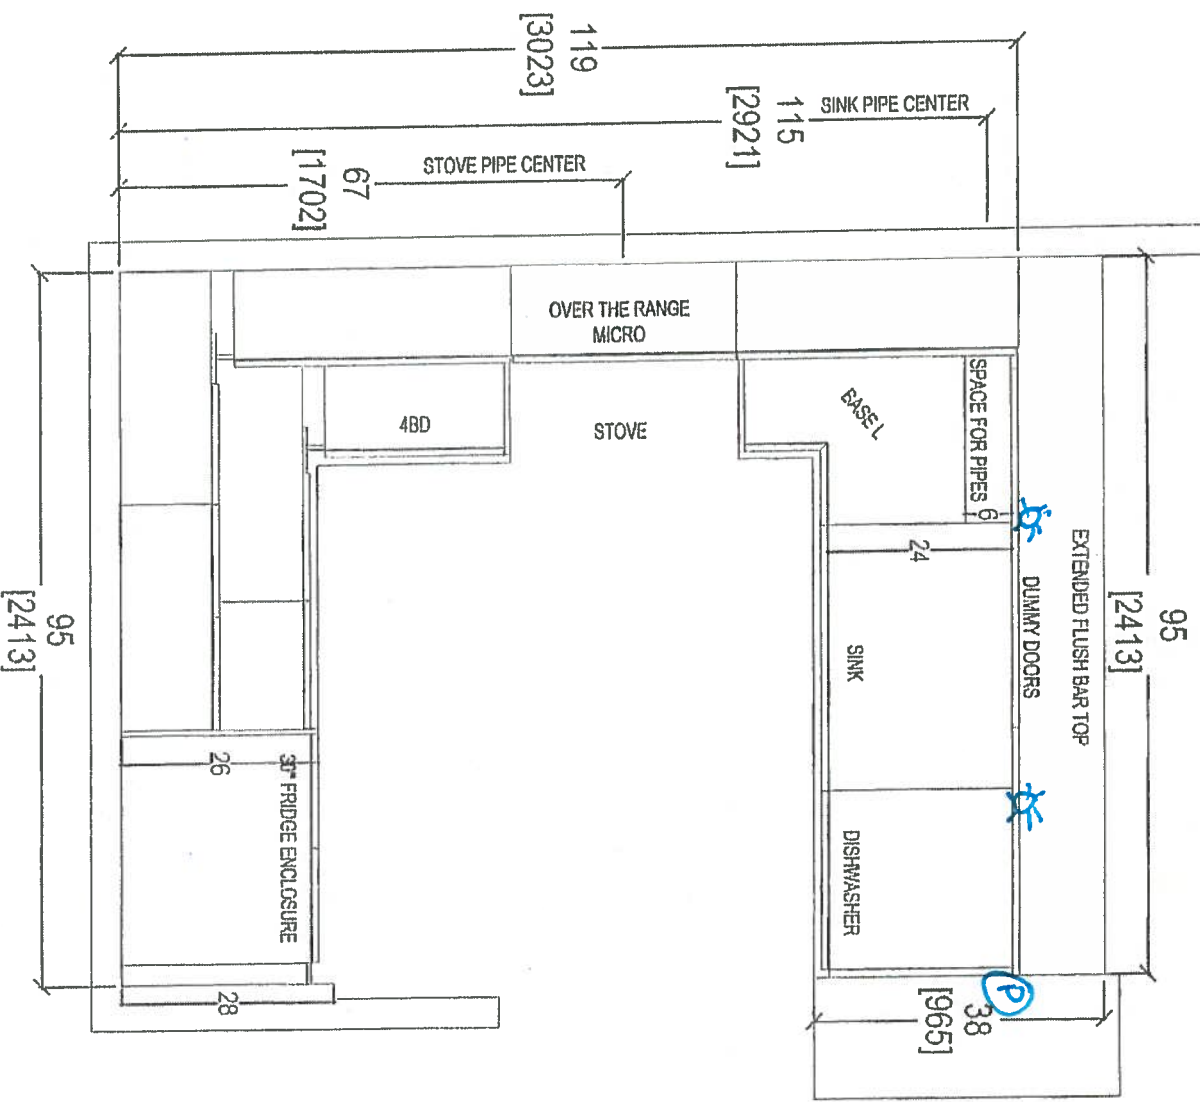 119
[3023]
SINK PIPE CENTER
115
[2921]
STOVE PIPE CENTER
67
[1702]
OVER THE RANGE
MICRO
4BD
STOVE
BASE L
SPACE FOR PIPES 6
24
EXTENDED FLUSH BAR TOP
DUMMY DOORS
95
[2413]
SINK
DISHWASHER
95
[2413]
26
30" FRIDGE ENCLOSURE
28
P
38
[965]